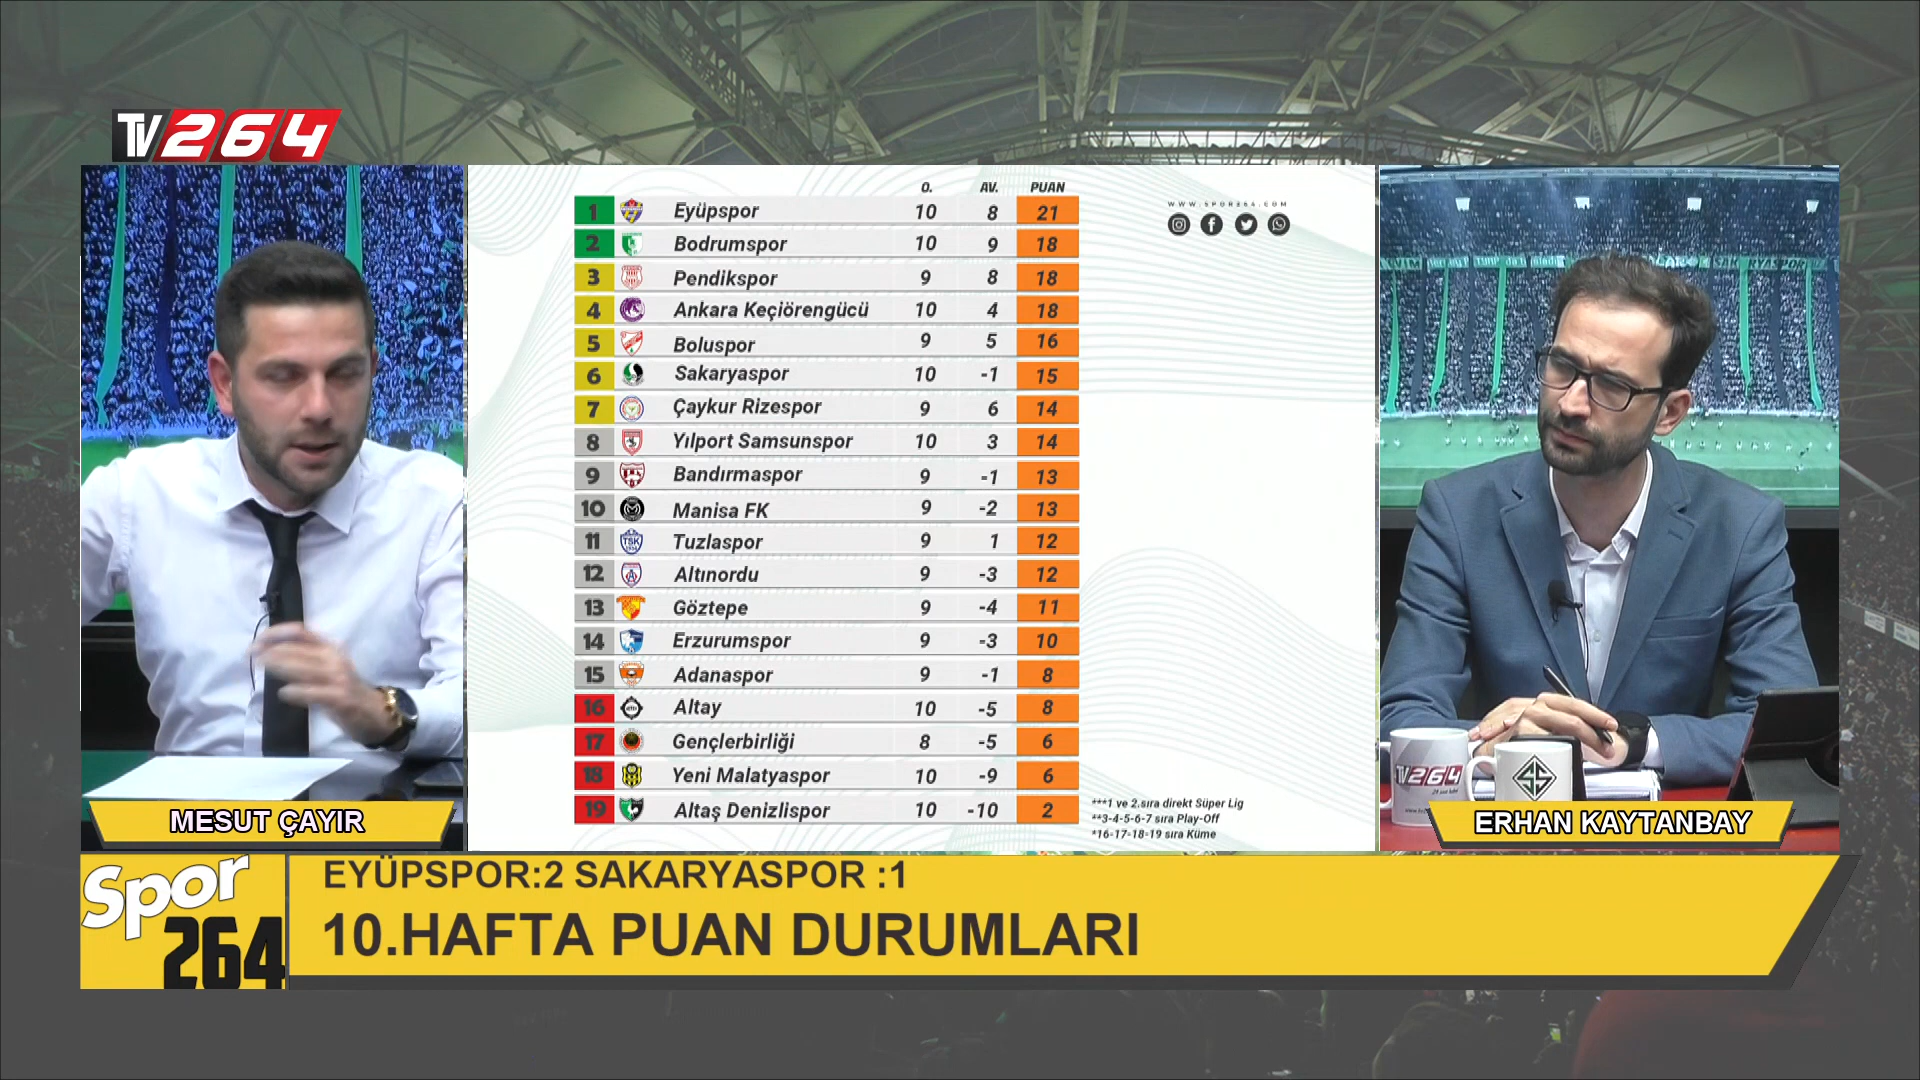 TV264
O. AV. PUAN
1 Eyüpspor 10 8 21
2 Bodrumspor 10 9 18
3 Pendikspor 9 8 18
4 Ankara Keçiörengücü 10 4 18
5 Boluspor 9 5 16
6 Sakaryaspor 10 -1 15
7 Çaykur Rizespor 9 6 14
8 Yılport Samsunspor 10 3 14
9 Bandırmaspor 9 -1 13
10 Manisa FK 9 -2 13
11 Tuzlaspor 9 1 12
12 Altınordu 9 -3 12
13 Göztepe 9 -4 11
14 Erzurumspor 9 -3 10
15 Adanaspor 9 -1 8
16 Altay 10 -5 8
17 Gençlerbirliği 8 -5 6
18 Yeni Malatyaspor 10 -9 6
19 Altaş Denizlispor 10 -10 2
WWW.SPOR264.COM
***1 ve 2.sıra direkt Süper Lig
**3-4-5-6-7 sıra Play-Off
*16-17-18-19 sıra Küme
TV264
MESUT ÇAYIR
ERHAN KAYTANBAY
Spor
264
EYÜPSPOR:2 SAKARYASPOR :1
10.HAFTA PUAN DURUMLARI